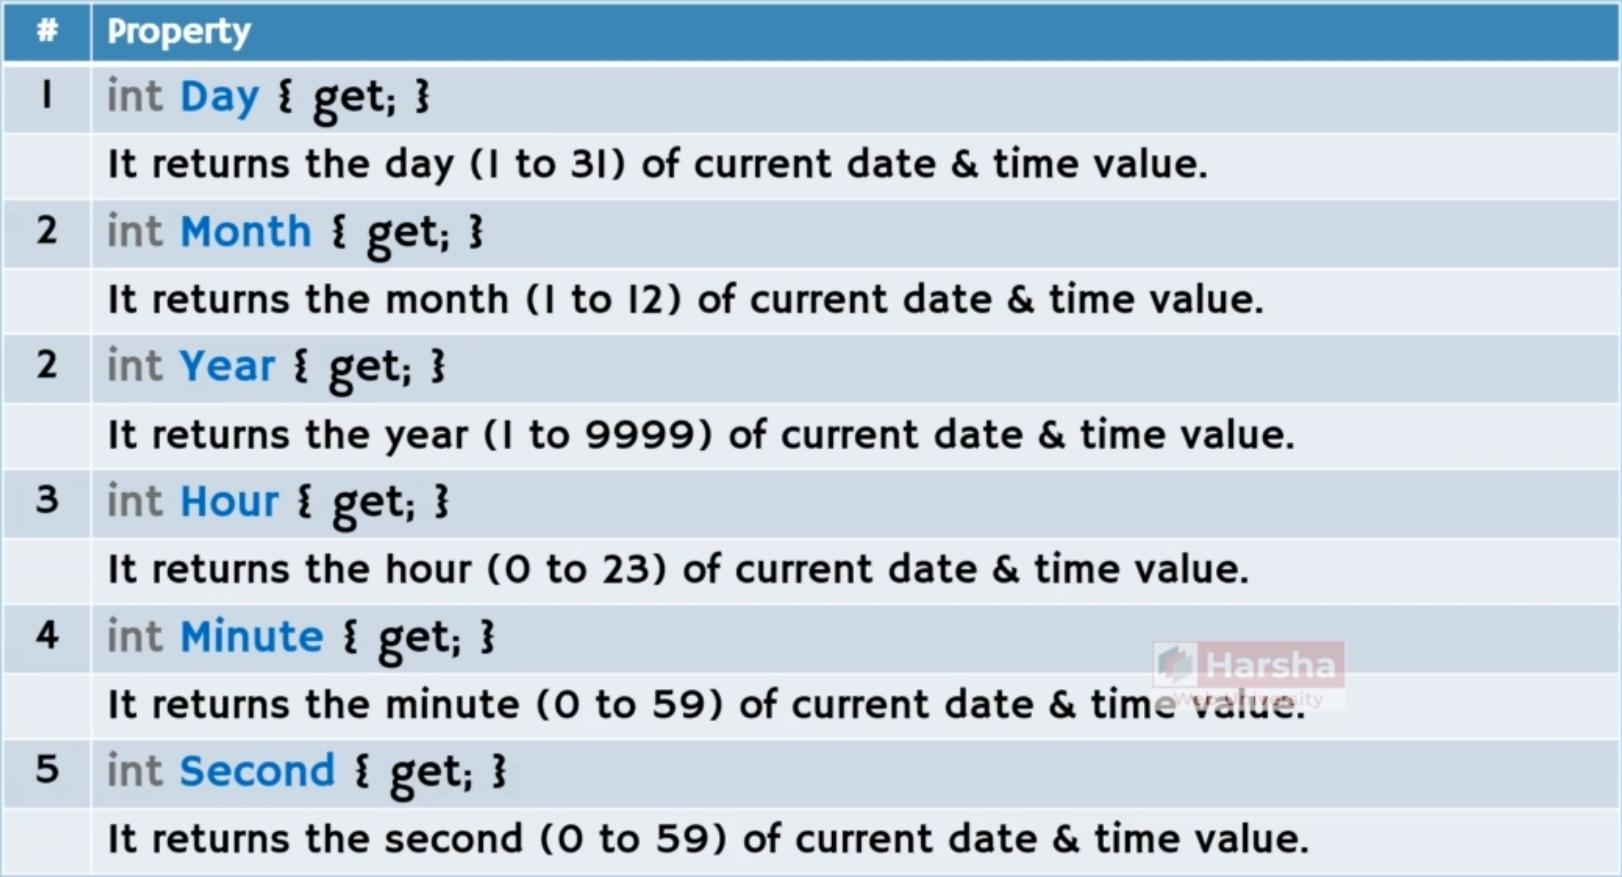 # Property
1 int Day { get; }
It returns the day (1 to 31) of current date & time value.
2 int Month { get; }
It returns the month (1 to 12) of current date & time value.
2 int Year { get; }
It returns the year (1 to 9999) of current date & time value.
3 int Hour { get; }
It returns the hour (0 to 23) of current date & time value.
4 int Minute { get; }
Harsha
It returns the minute (0 to 59) of current date & time value.
Web University
5 int Second { get; }
It returns the second (0 to 59) of current date & time value.